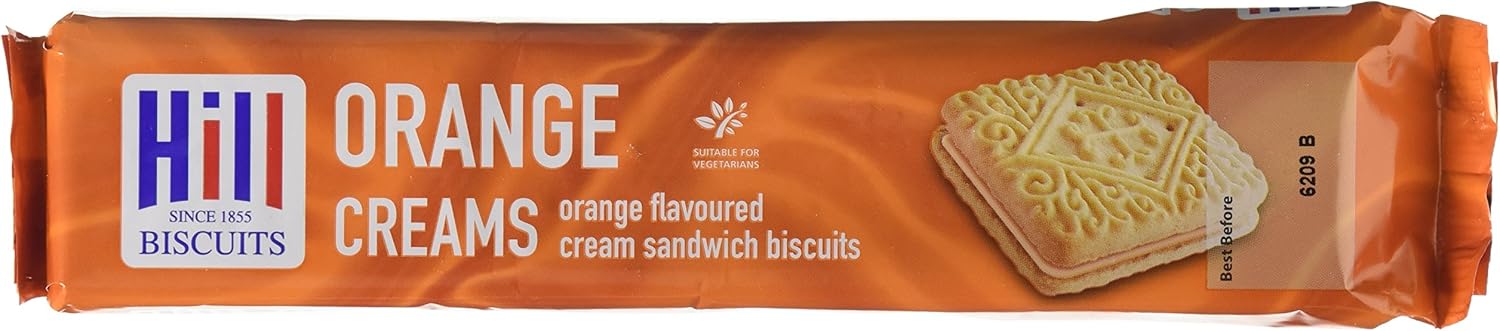 Hill
SINCE 1855
BISCUITS
ORANGE
CREAMS
orange flavoured
cream sandwich biscuits
SUITABLE FOR
VEGETARIANS
Best Before
6209 B